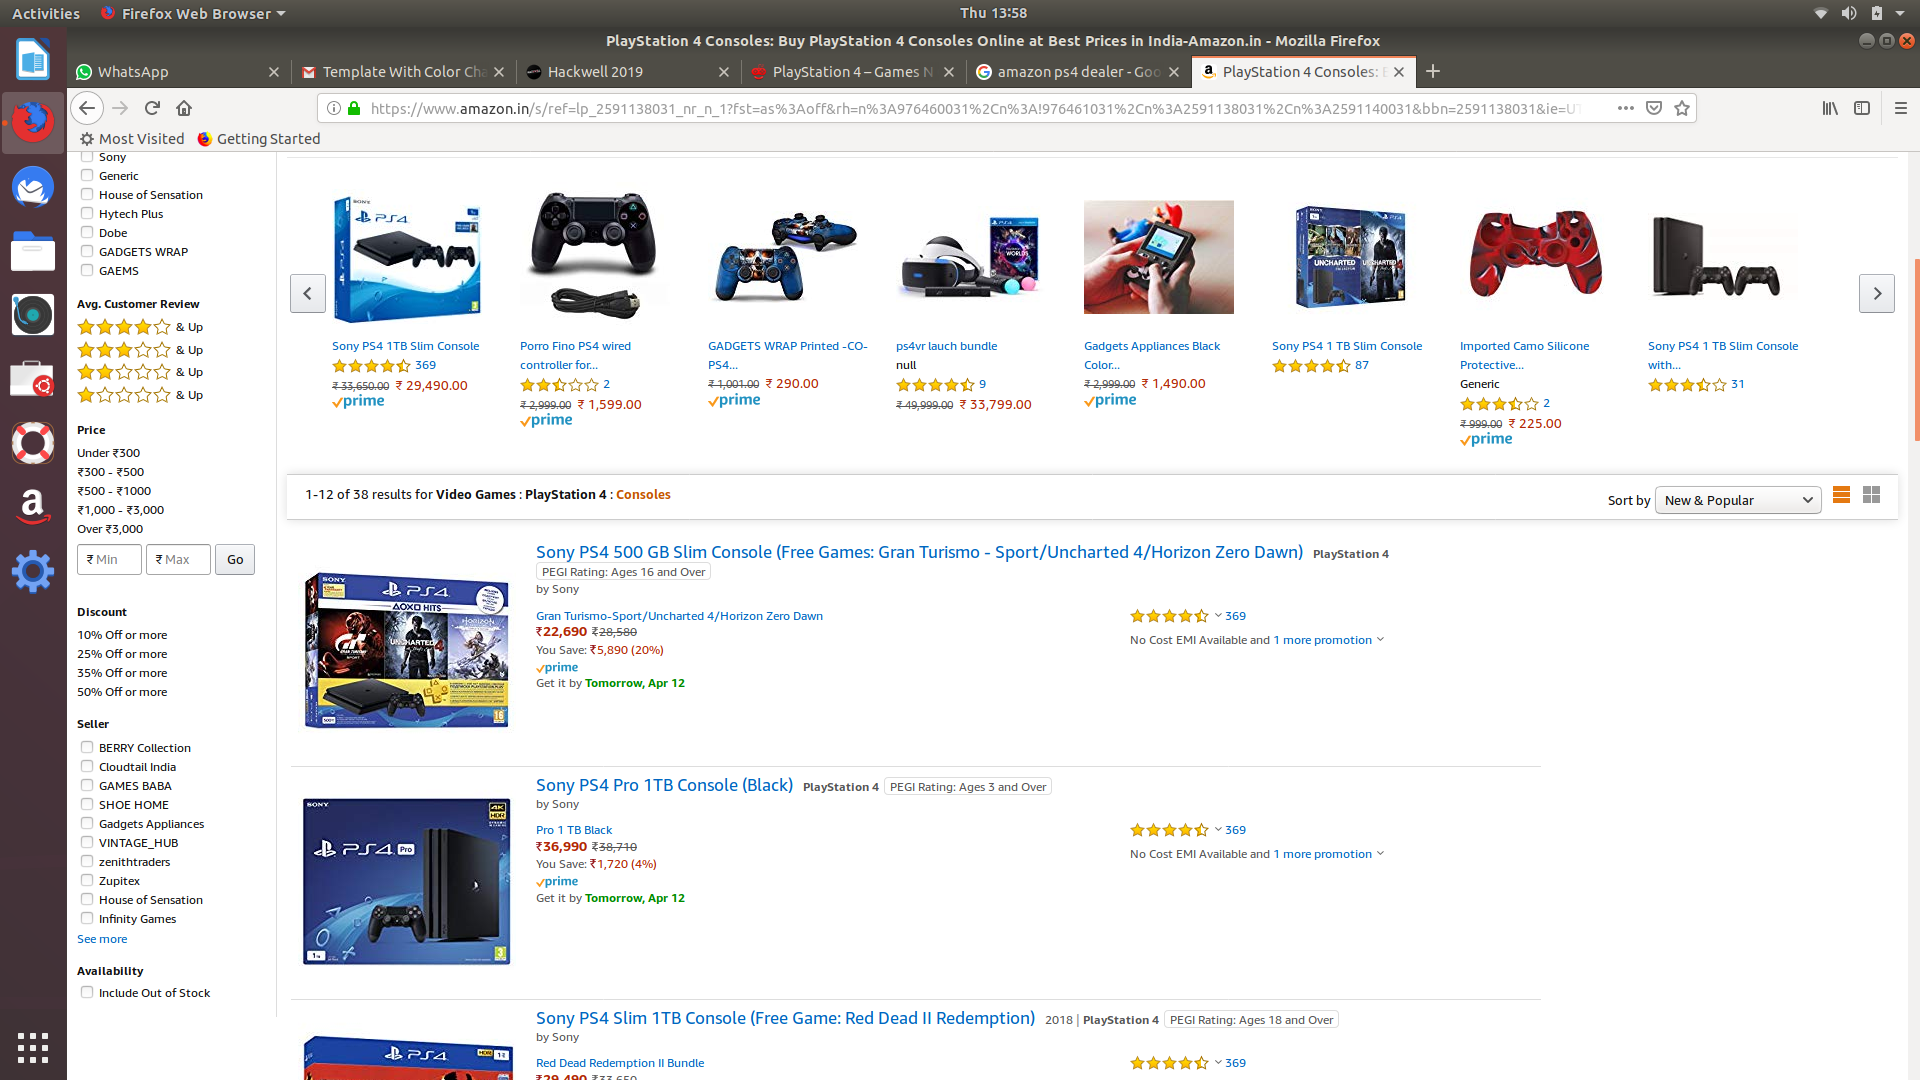 Activities
Firefox Web Browser
Thu 13:58
PlayStation 4 Consoles: Buy PlayStation 4 Consoles Online at Best Prices in India-Amazon.in - Mozilla Firefox
WhatsApp
Template With Color Cha
Hackwell 2019
PlayStation 4 – Games N
amazon ps4 dealer - Goo
PlayStation 4 Consoles: B
https://www.amazon.in/s/ref=lp_2591138031_nr_n_1?fst=as%3Aoff&rh=n%3A976460031%2Cn%3A!976461031%2Cn%3A2591138031%2Cn%3A2591140031&bbn=2591138031&ie=UT
Most Visited
Getting Started
Sony
Generic
House of Sensation
Hytech Plus
Dobe
GADGETS WRAP
GAEMS
Avg. Customer Review
& Up
& Up
& Up
& Up
Price
Under ₹300
₹300 - ₹500
₹500 - ₹1000
₹1,000 - ₹3,000
Over ₹3,000
₹ Min
₹ Max
Go
Discount
10% Off or more
25% Off or more
35% Off or more
50% Off or more
Seller
BERRY Collection
Cloudtail India
GAMES BABA
SHOE HOME
Gadgets Appliances
VINTAGE_HUB
zenithtraders
Zupitex
House of Sensation
Infinity Games
See more
Availability
Include Out of Stock
Sony PS4 1TB Slim Console
369
₹ 33,650.00 ₹ 29,490.00
prime
Porro Fino PS4 wired
controller for...
2
₹ 2,999.00 ₹ 1,599.00
prime
GADGETS WRAP Printed -CO-
PS4...
₹ 1,001.00 ₹ 290.00
prime
ps4vr lauch bundle
null
9
₹ 49,999.00 ₹ 33,799.00
Gadgets Appliances Black
Color...
₹ 2,999.00 ₹ 1,490.00
prime
Sony PS4 1 TB Slim Console
87
Imported Camo Silicone
Protective...
Generic
2
₹ 999.00 ₹ 225.00
prime
Sony PS4 1 TB Slim Console
with...
31
1-12 of 38 results for Video Games : PlayStation 4 : Consoles
Sort by
New & Popular
Sony PS4 500 GB Slim Console (Free Games: Gran Turismo - Sport/Uncharted 4/Horizon Zero Dawn) PlayStation 4
PEGI Rating: Ages 16 and Over
by Sony
Gran Turismo-Sport/Uncharted 4/Horizon Zero Dawn
₹22,690 ₹28,580
You Save: ₹5,890 (20%)
prime
Get it by Tomorrow, Apr 12
369
No Cost EMI Available and 1 more promotion
Sony PS4 Pro 1TB Console (Black) PlayStation 4 PEGI Rating: Ages 3 and Over
by Sony
Pro 1 TB Black
₹36,990 ₹38,710
You Save: ₹1,720 (4%)
prime
Get it by Tomorrow, Apr 12
369
No Cost EMI Available and 1 more promotion
Sony PS4 Slim 1TB Console (Free Game: Red Dead II Redemption) 2018 | PlayStation 4 PEGI Rating: Ages 18 and Over
by Sony
Red Dead Redemption II Bundle
₹29,490 ₹33,650
369